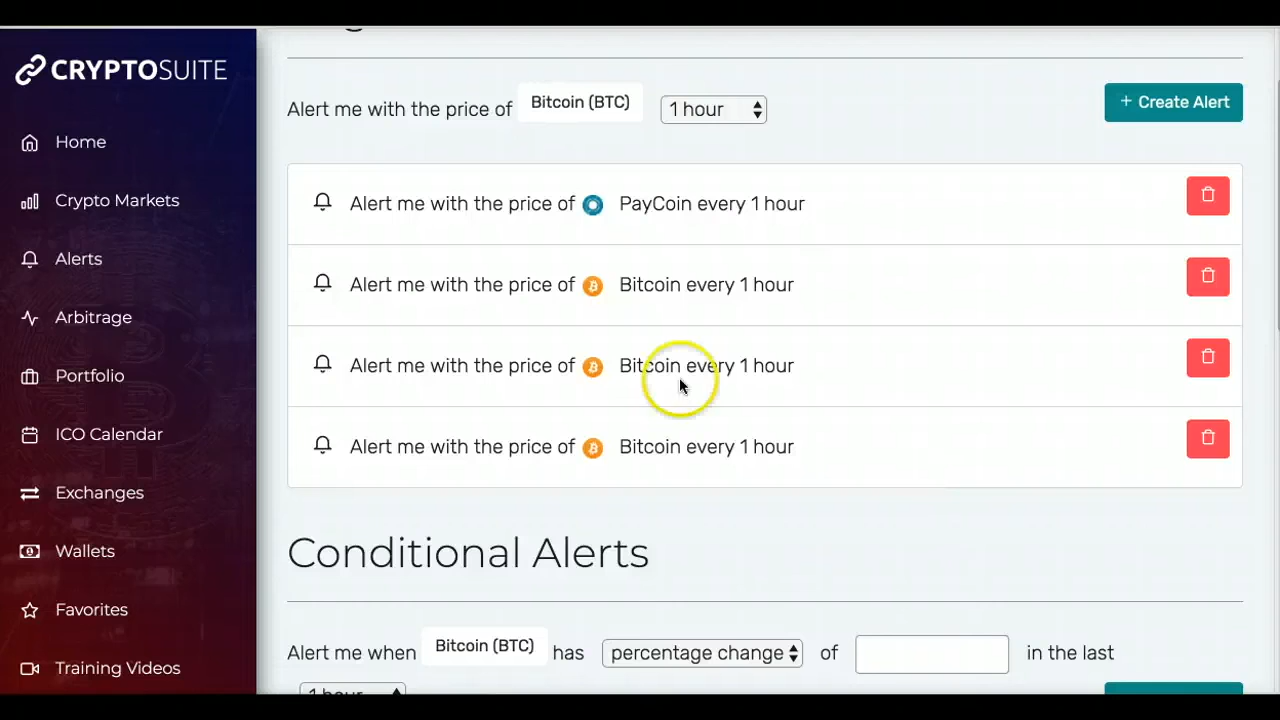 CRYPTOSUITE
Home
Crypto Markets
Alerts
Arbitrage
Portfolio
ICO Calendar
Exchanges
Wallets
Favorites
Training Videos
Alert me with the price of Bitcoin (BTC) 1 hour
+ Create Alert
Alert me with the price of PayCoin every 1 hour
Alert me with the price of Bitcoin every 1 hour
Alert me with the price of Bitcoin every 1 hour
Alert me with the price of Bitcoin every 1 hour
Conditional Alerts
Alert me when Bitcoin (BTC) has percentage change of in the last
1 hour